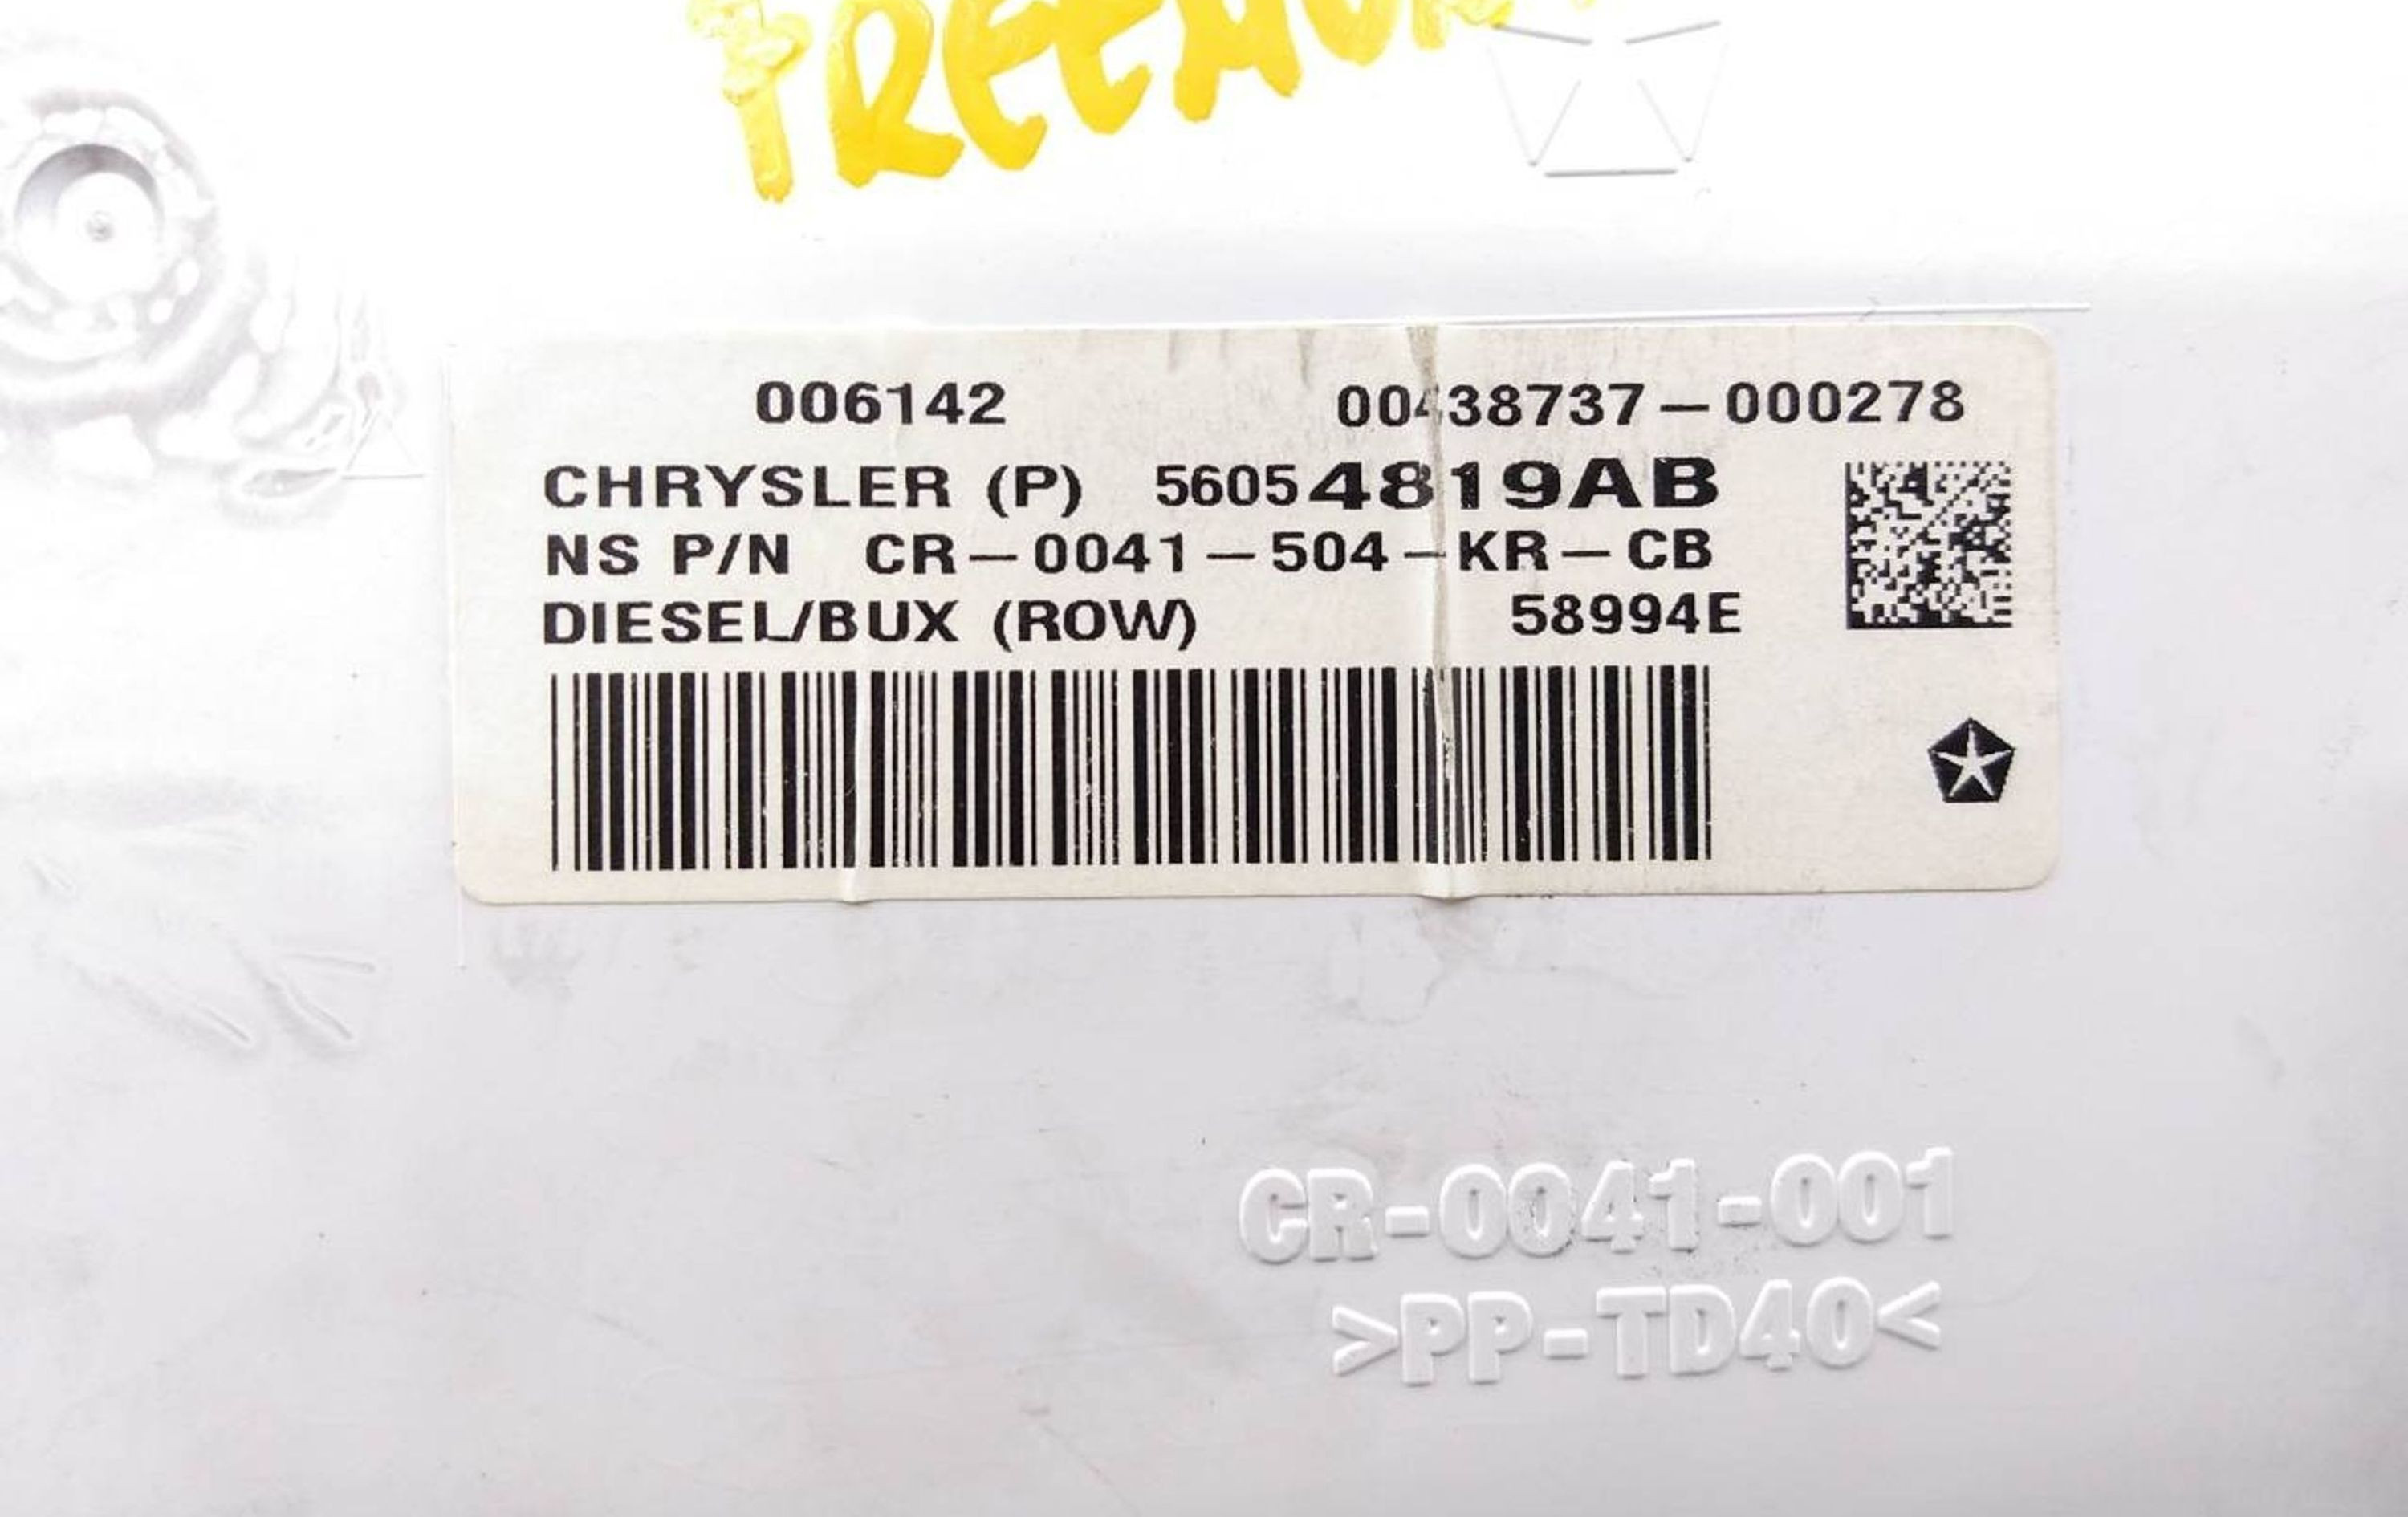 006142 00438737-000278
CHRYSLER (P) 56054819AB
NS P/N CR-0041-504-KR-CB
DIESEL/BUX (ROW) 58994E
CR-0041-001
>PP-TD40<